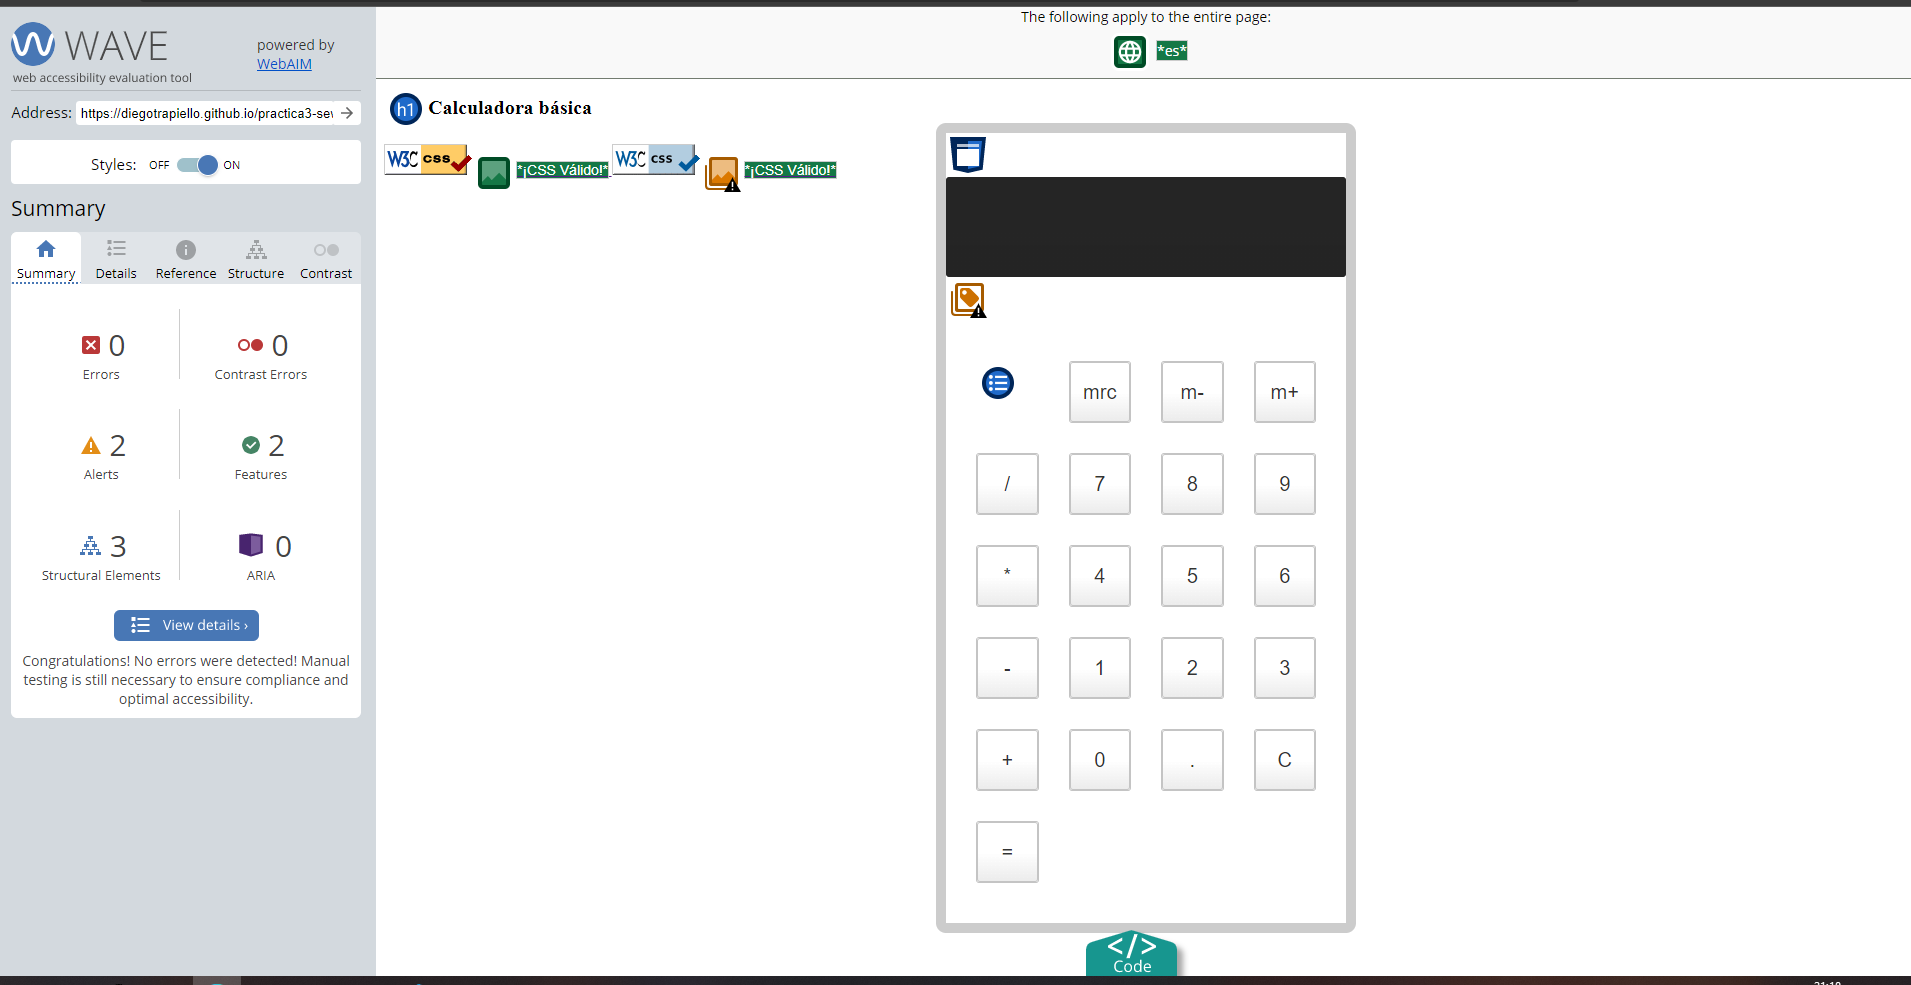 WAVE
powered by
WebAIM
web accessibility evaluation tool
Address: https://diegotrapiello.github.io/practica3-se
Styles: OFF ON
Summary
Summary Details Reference Structure Contrast
0 0
Errors Contrast Errors
2 2
Alerts Features
3 0
Structural Elements ARIA
View details ›
Congratulations! No errors were detected! Manual
testing is still necessary to ensure compliance and
optimal accessibility.
The following apply to the entire page:
*es*
h1 Calculadora básica
W3C css *¡CSS Válido!* W3C css *¡CSS Válido!*
mrc m- m+
/ 7 8 9
* 4 5 6
- 1 2 3
+ 0 . C
=
</>
Code